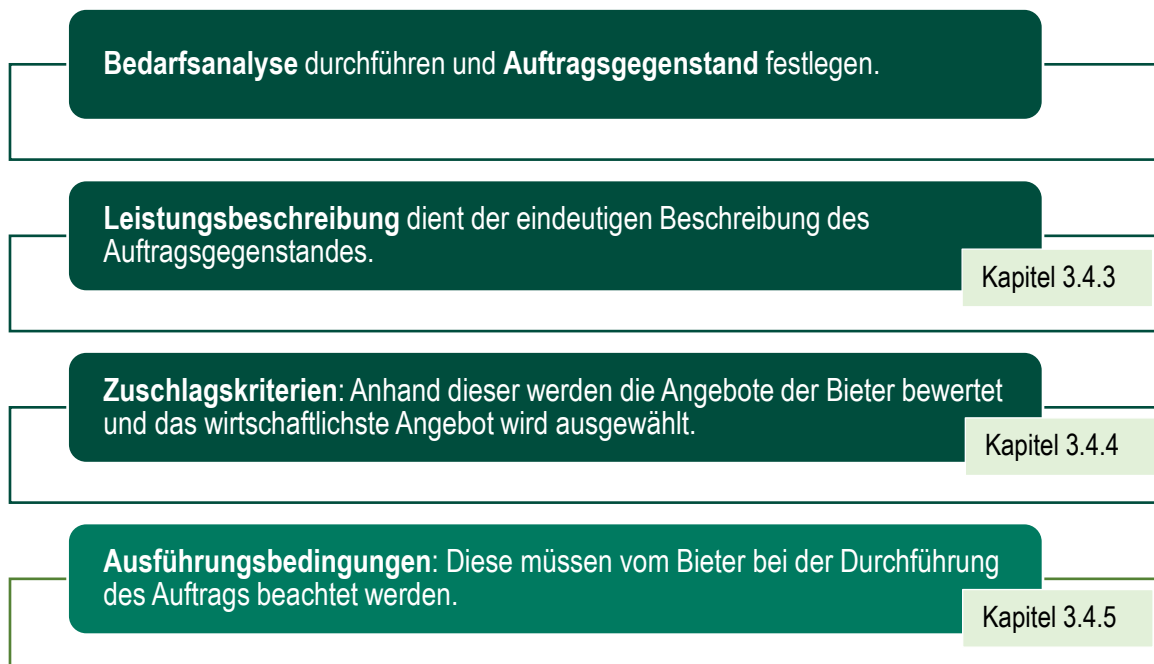 Bedarfsanalyse durchführen und Auftragsgegenstand festlegen.
Leistungsbeschreibung dient der eindeutigen Beschreibung des
Auftragsgegenstandes.
Kapitel 3.4.3
Zuschlagskriterien: Anhand dieser werden die Angebote der Bieter bewertet
und das wirtschaftlichste Angebot wird ausgewählt.
Kapitel 3.4.4
Ausführungsbedingungen: Diese müssen vom Bieter bei der Durchführung
des Auftrags beachtet werden.
Kapitel 3.4.5